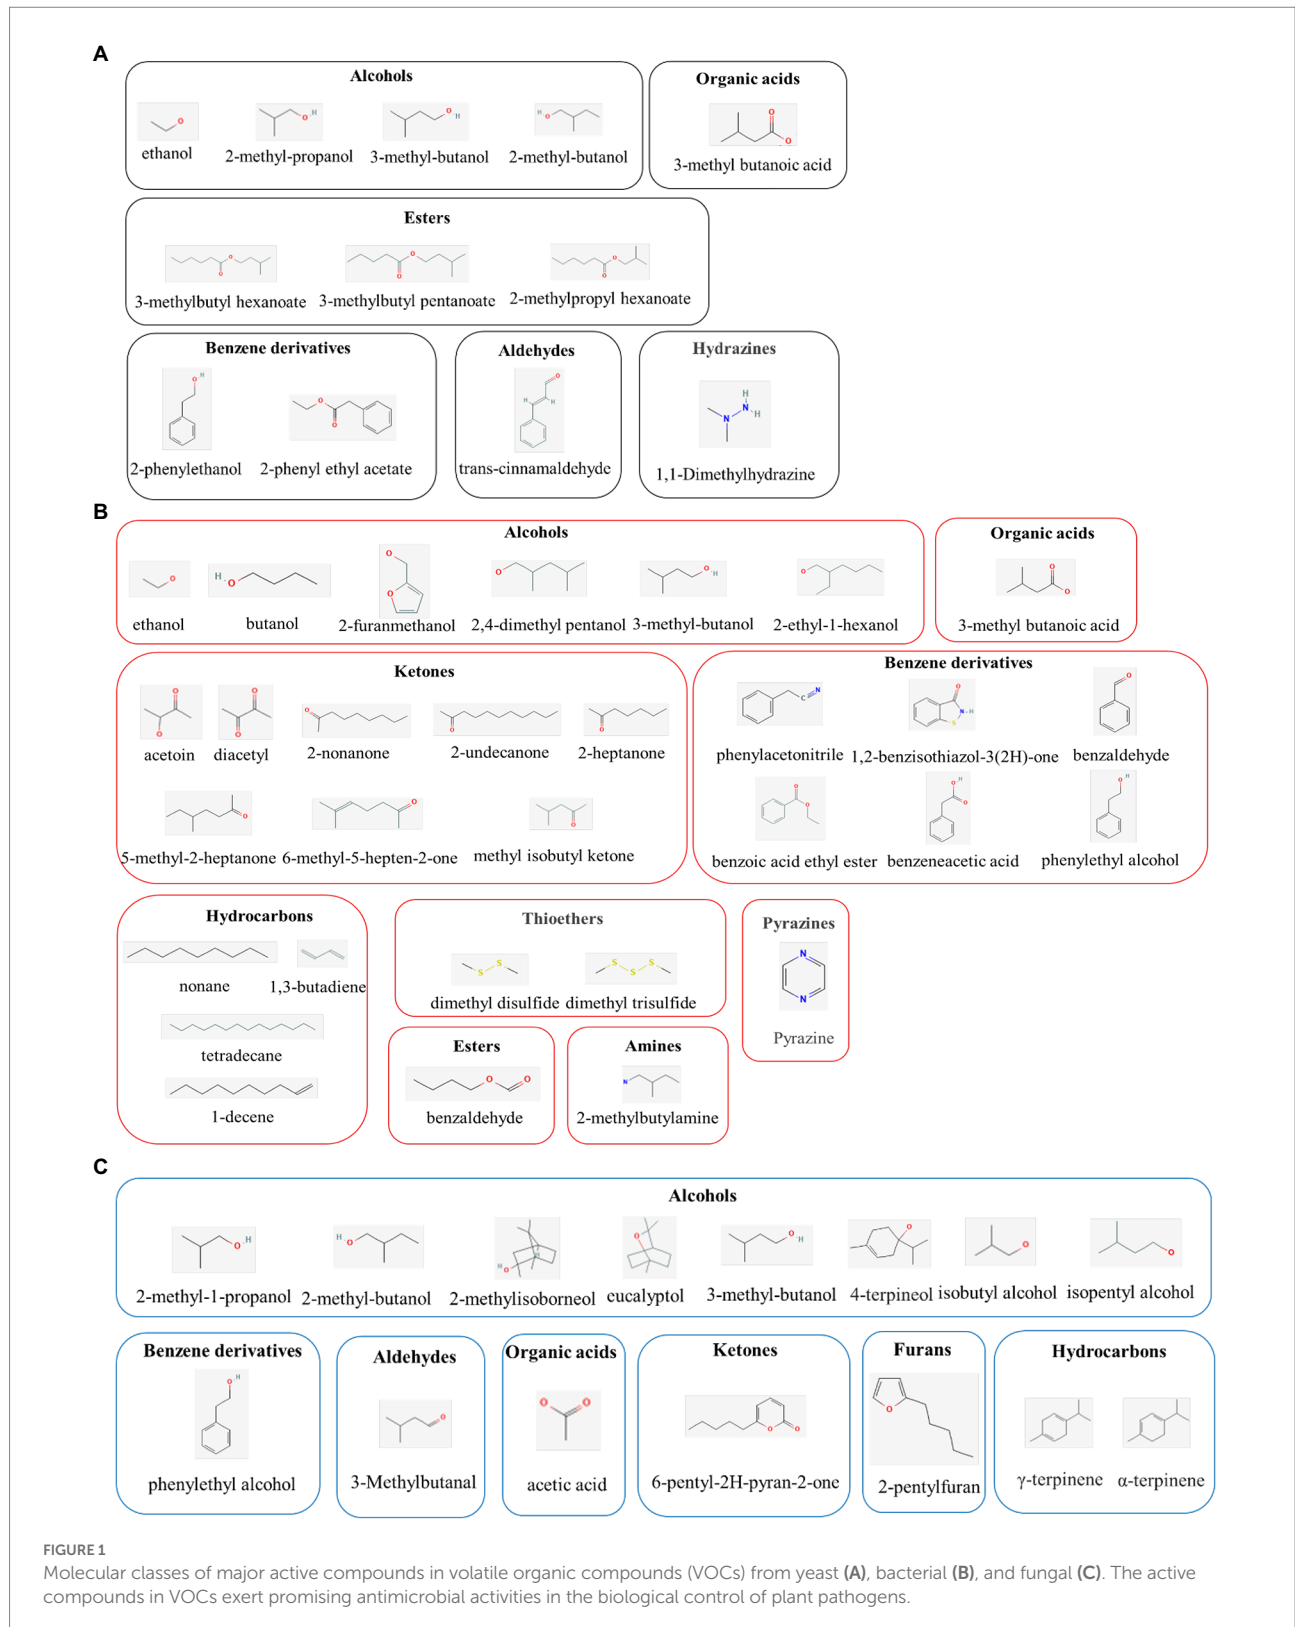 A
Alcohols
ethanol
2-methyl-propanol
3-methyl-butanol
2-methyl-butanol
Organic acids
3-methyl butanoic acid
Esters
3-methylbutyl hexanoate
3-methylbutyl pentanoate
2-methylpropyl hexanoate
Benzene derivatives
2-phenylethanol
2-phenyl ethyl acetate
Aldehydes
trans-cinnamaldehyde
Hydrazines
1,1-Dimethylhydrazine
B
Alcohols
ethanol
butanol
2-furanmethanol
2,4-dimethyl pentanol
3-methyl-butanol
2-ethyl-1-hexanol
Organic acids
3-methyl butanoic acid
Ketones
acetoin
diacetyl
2-nonanone
2-undecanone
2-heptanone
5-methyl-2-heptanone
6-methyl-5-hepten-2-one
methyl isobutyl ketone
Benzene derivatives
phenylacetonitrile
1,2-benzisothiazol-3(2H)-one
benzaldehyde
benzoic acid ethyl ester
benzeneacetic acid
phenylethyl alcohol
Hydrocarbons
nonane
1,3-butadiene
tetradecane
1-decene
Thioethers
dimethyl disulfide
dimethyl trisulfide
Pyrazines
Pyrazine
Esters
benzaldehyde
Amines
2-methylbutylamine
C
Alcohols
2-methyl-1-propanol
2-methyl-butanol
2-methylisoborneol
eucalyptol
3-methyl-butanol
4-terpineol
isobutyl alcohol
isopentyl alcohol
Benzene derivatives
phenylethyl alcohol
Aldehydes
3-Methylbutanal
Organic acids
acetic acid
Ketones
6-pentyl-2H-pyran-2-one
Furans
2-pentylfuran
Hydrocarbons
γ-terpinene
α-terpinene
FIGURE 1
Molecular classes of major active compounds in volatile organic compounds (VOCs) from yeast (A), bacterial (B), and fungal (C). The active
compounds in VOCs exert promising antimicrobial activities in the biological control of plant pathogens.